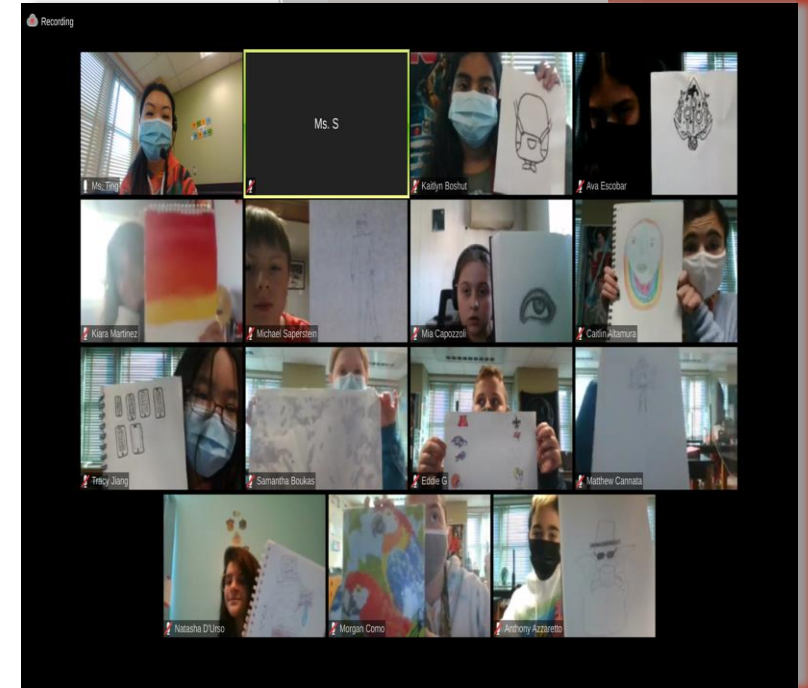 Recording
Ms. Ting
Ms. S
Kaitlyn Boshut
Ava Escobar
Kiara Martinez
Michael Saperstein
Mia Capozzoli
Caitlin Altamura
Tracy Jiang
Samantha Boukas
Eddie G
Matthew Cannata
Natasha D'Urso
Morgan Como
Anthony Azzaretto